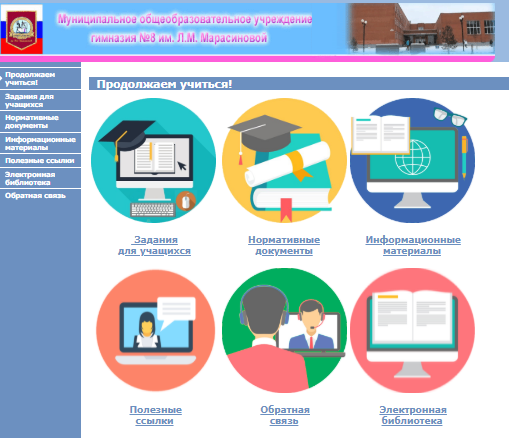 Муниципальное общеобразовательное учреждение
гимназия №8 им. Л.М. Марасиновой
Продолжаем
учиться!
Задания для
учащихся
Нормативные
документы
Информационные
материалы
Полезные ссылки
Электронная
библиотека
Обратная связь
Продолжаем учиться!
Задания
для учащихся
Нормативные
документы
Информационные
материалы
Полезные
ссылки
Обратная
связь
Электронная
библиотека